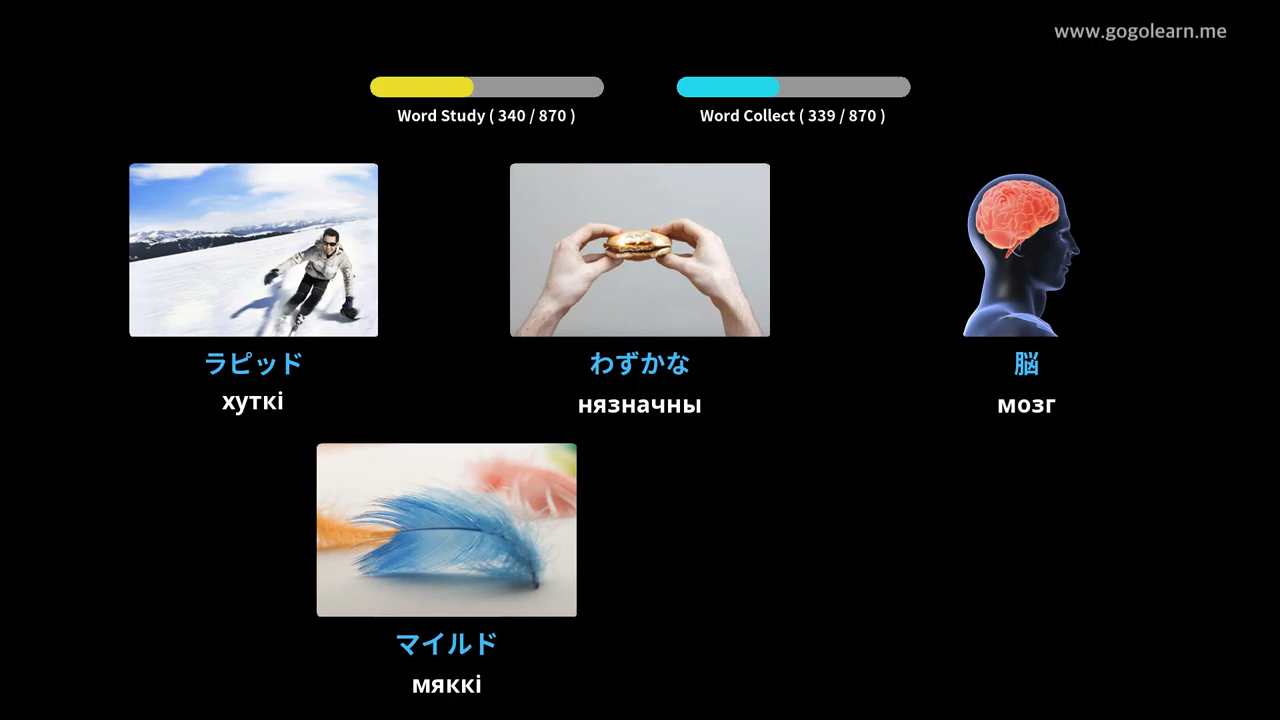 www.gogolearn.me
Word Study ( 340 / 870 )
Word Collect ( 339 / 870 )
ラピッド
хуткі
わずかな
нязначны
脳
мозг
マイルド
мяккі